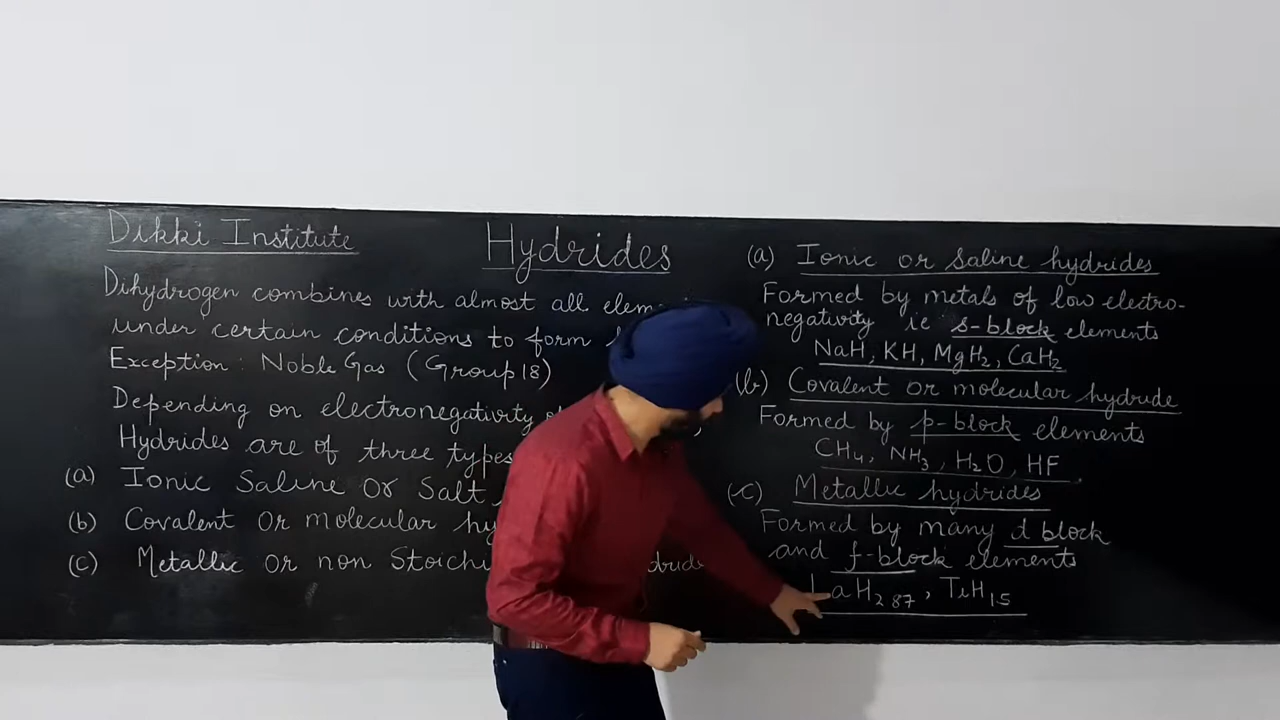 Dikki Institute
Hydrides
Dihydrogen combines with almost all
under certain conditions to form
Exception : Noble Gas (Group 18)
Depending on electronegativity
Hydrides are of three types
(a) Ionic Saline Or Salt
(b) Covalent Or molecular
(c) Metallic or non
(a) Ionic or Saline hydrides
Formed by metals of low electro-
negativity ie s-block elements
NaH, KH, MgH2, CaH2
(b) Covalent or molecular hydrude
Formed by p-block elements
CH4, NH3, H2O, HF
(c) Metallic hydrides
Formed by many d block
and f-block elements
LaH2.87, TiH1.5